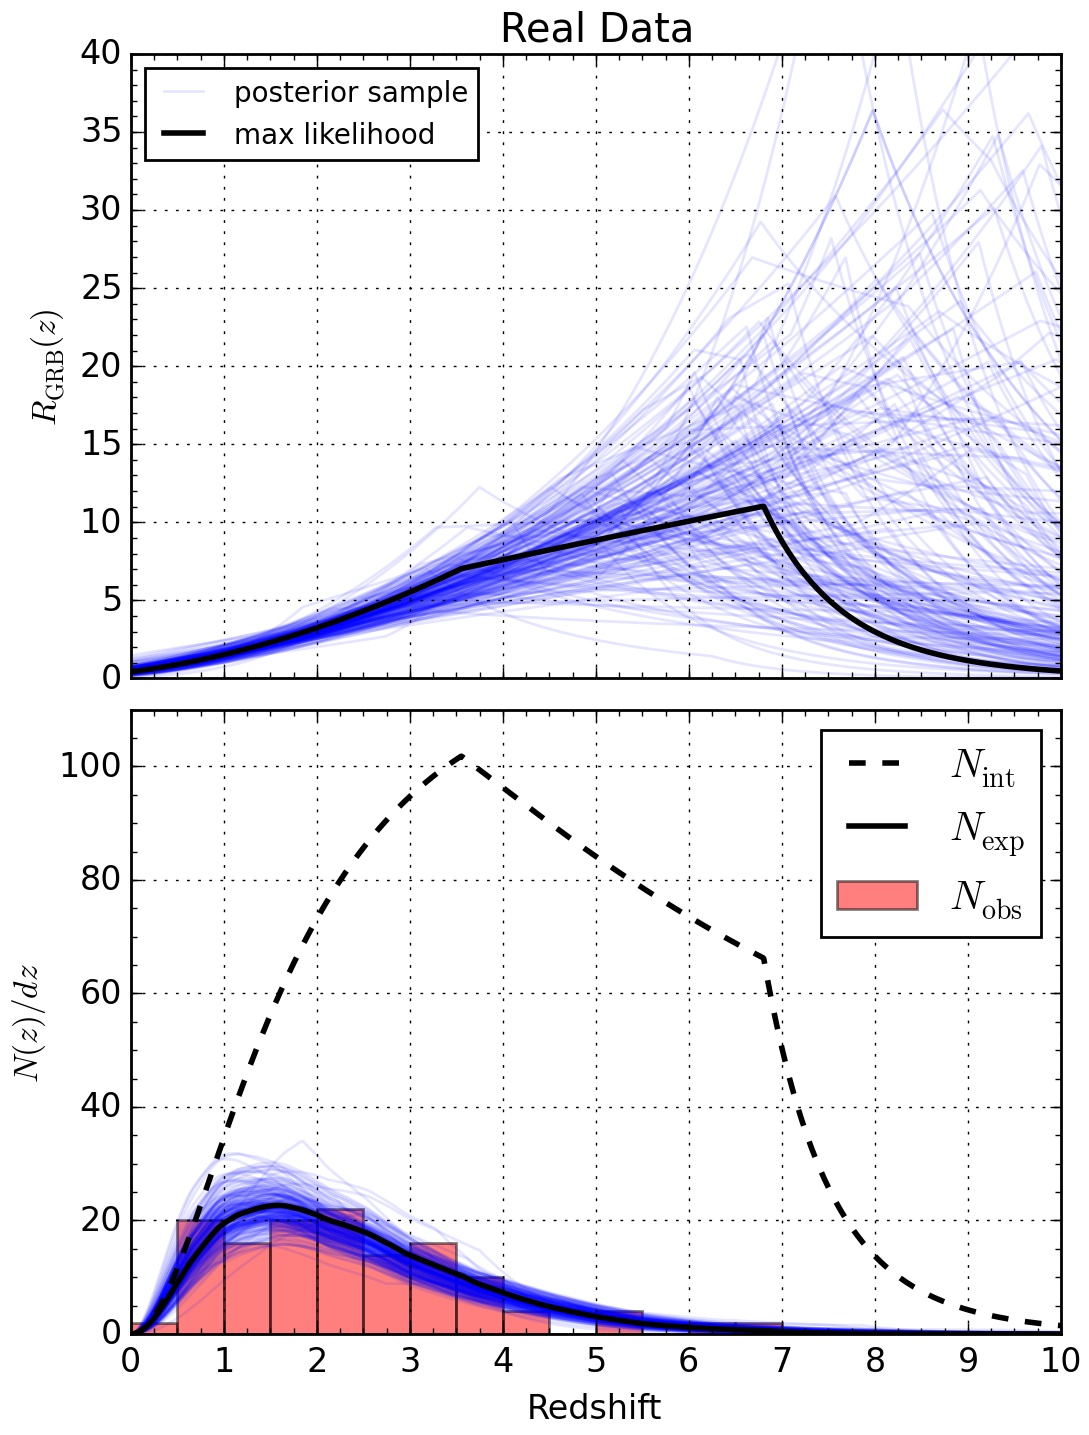 Real Data
40
35
30
25
20
15
10
5
0
R_GRB(z)
posterior sample
max likelihood
100
80
60
40
20
0
N(z)/dz
N_int
N_exp
N_obs
0 1 2 3 4 5 6 7 8 9 10
Redshift